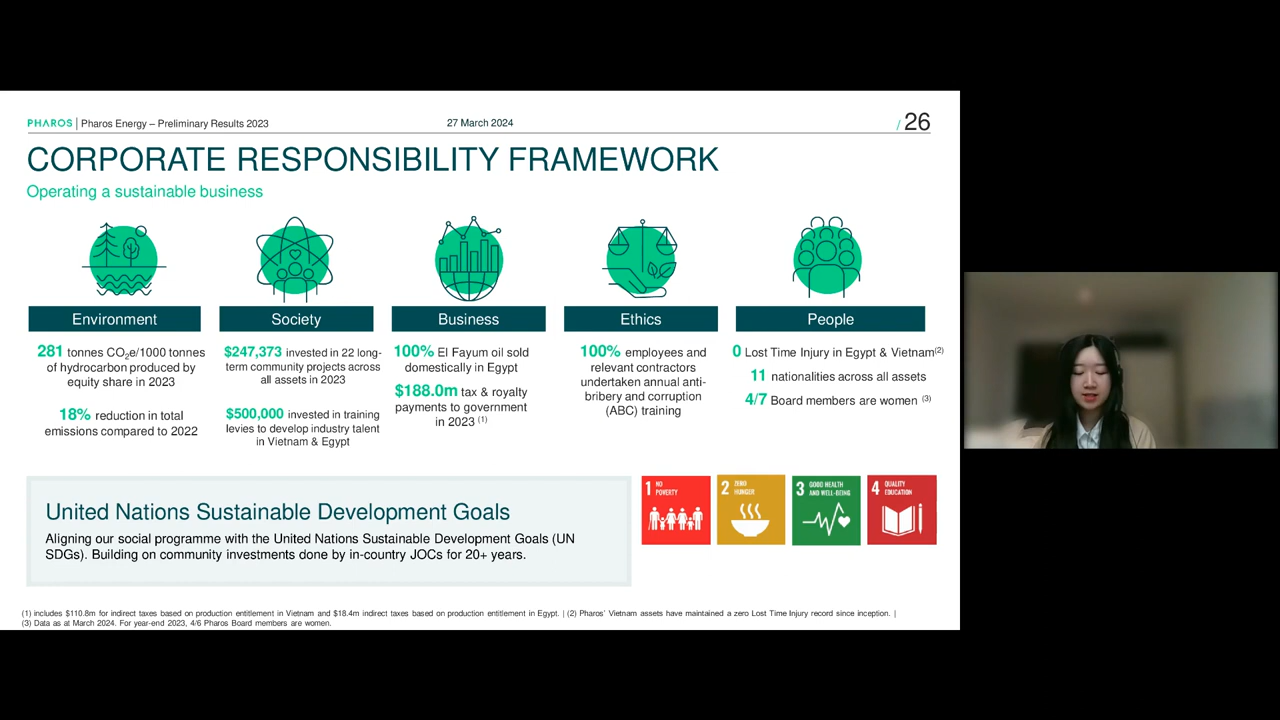 PHAROS | Pharos Energy – Preliminary Results 2023
27 March 2024
/ 26
CORPORATE RESPONSIBILITY FRAMEWORK
Operating a sustainable business
Environment
281 tonnes CO₂e/1000 tonnes
of hydrocarbon produced by
equity share in 2023
18% reduction in total
emissions compared to 2022
Society
$247,373 invested in 22 long-
term community projects across
all assets in 2023
$500,000 invested in training
levies to develop industry talent
in Vietnam & Egypt
Business
100% El Fayum oil sold
domestically in Egypt
$188.0m tax & royalty
payments to government
in 2023 (1)
Ethics
100% employees and
relevant contractors
undertaken annual anti-
bribery and corruption
(ABC) training
People
0 Lost Time Injury in Egypt & Vietnam(2)
11 nationalities across all assets
4/7 Board members are women (3)
United Nations Sustainable Development Goals
Aligning our social programme with the United Nations Sustainable Development Goals (UN
SDGs). Building on community investments done by in-country JOCs for 20+ years.
1 NO
POVERTY
2 ZERO
HUNGER
3 GOOD HEALTH
AND WELL-BEING
4 QUALITY
EDUCATION
(1) includes $110.8m for indirect taxes based on production entitlement in Vietnam and $18.4m indirect taxes based on production entitlement in Egypt. | (2) Pharos' Vietnam assets have maintained a zero Lost Time Injury record since inception. |
(3) Data as at March 2024. For year-end 2023, 4/6 Pharos Board members are women.